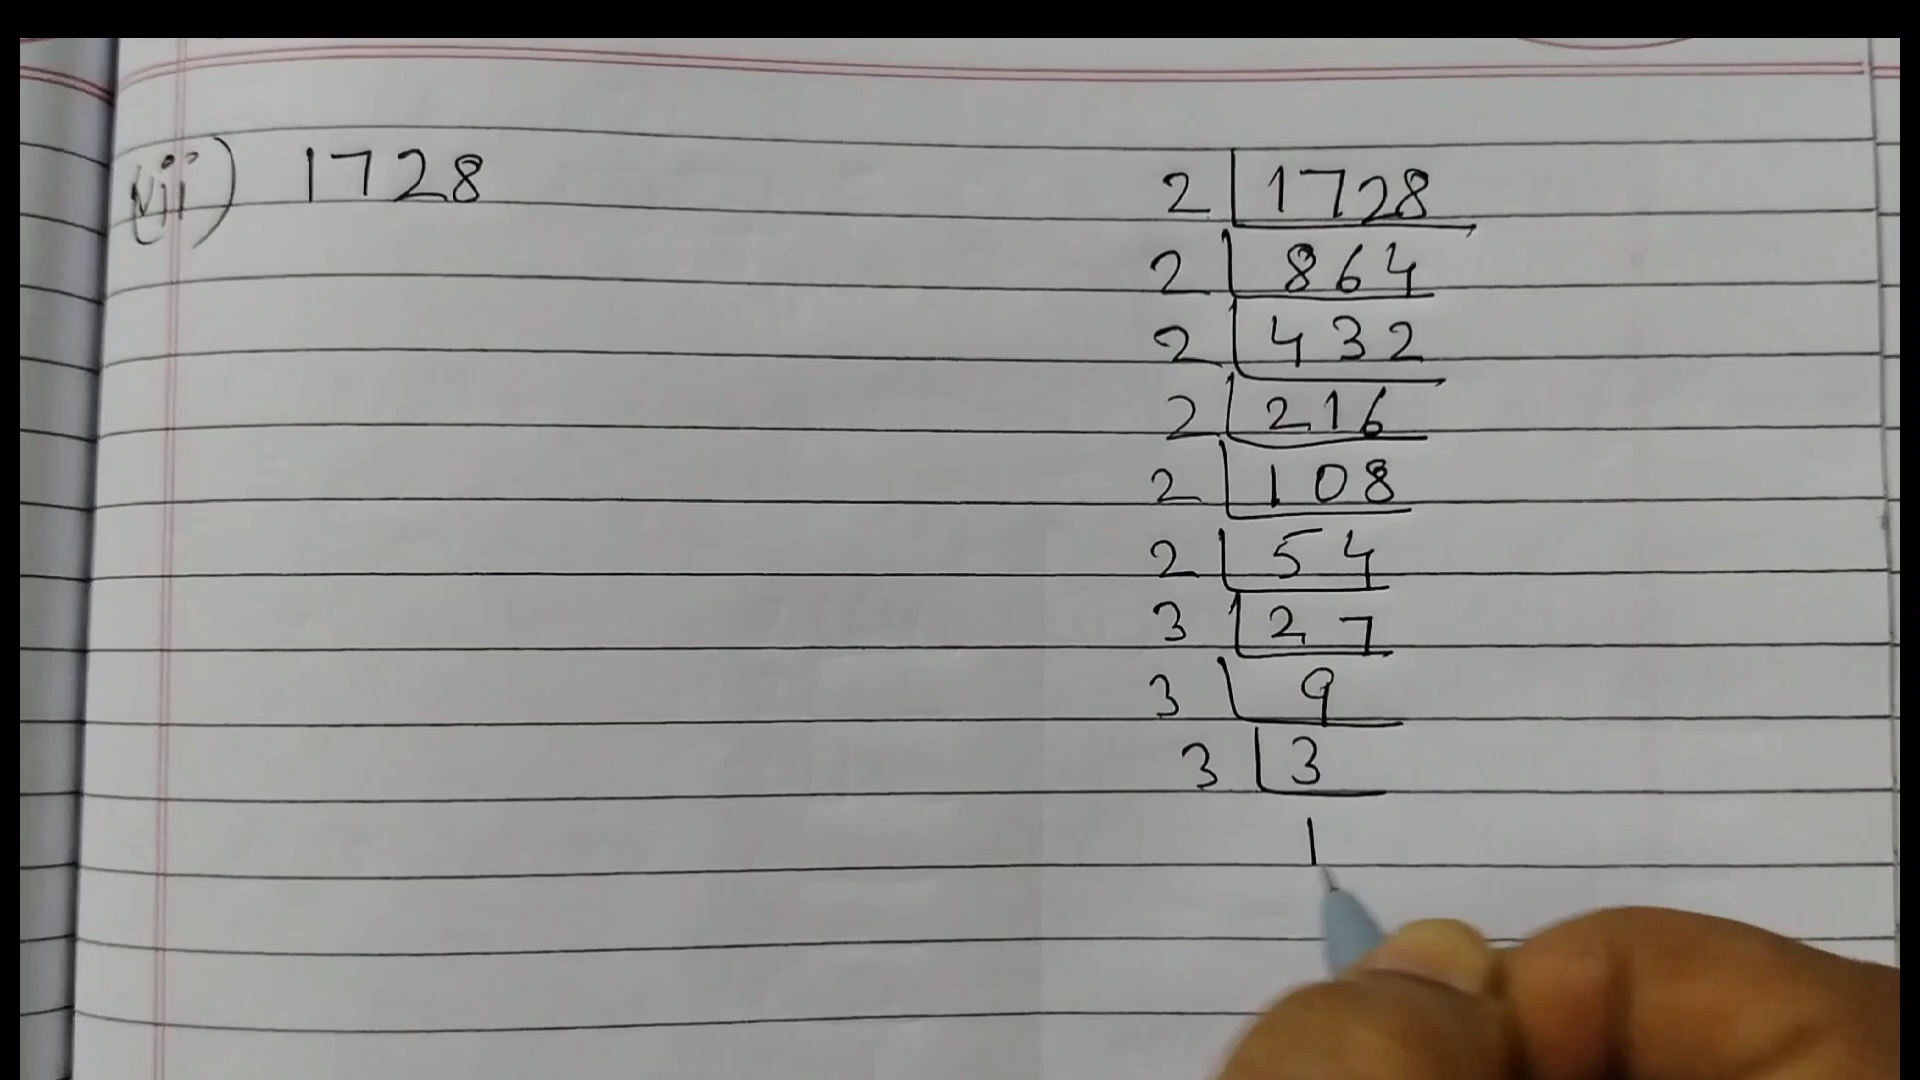 (vii) 1728
2 | 1728
2 | 864
2 | 432
2 | 216
2 | 108
2 | 54
3 | 27
3 | 9
3 | 3
1